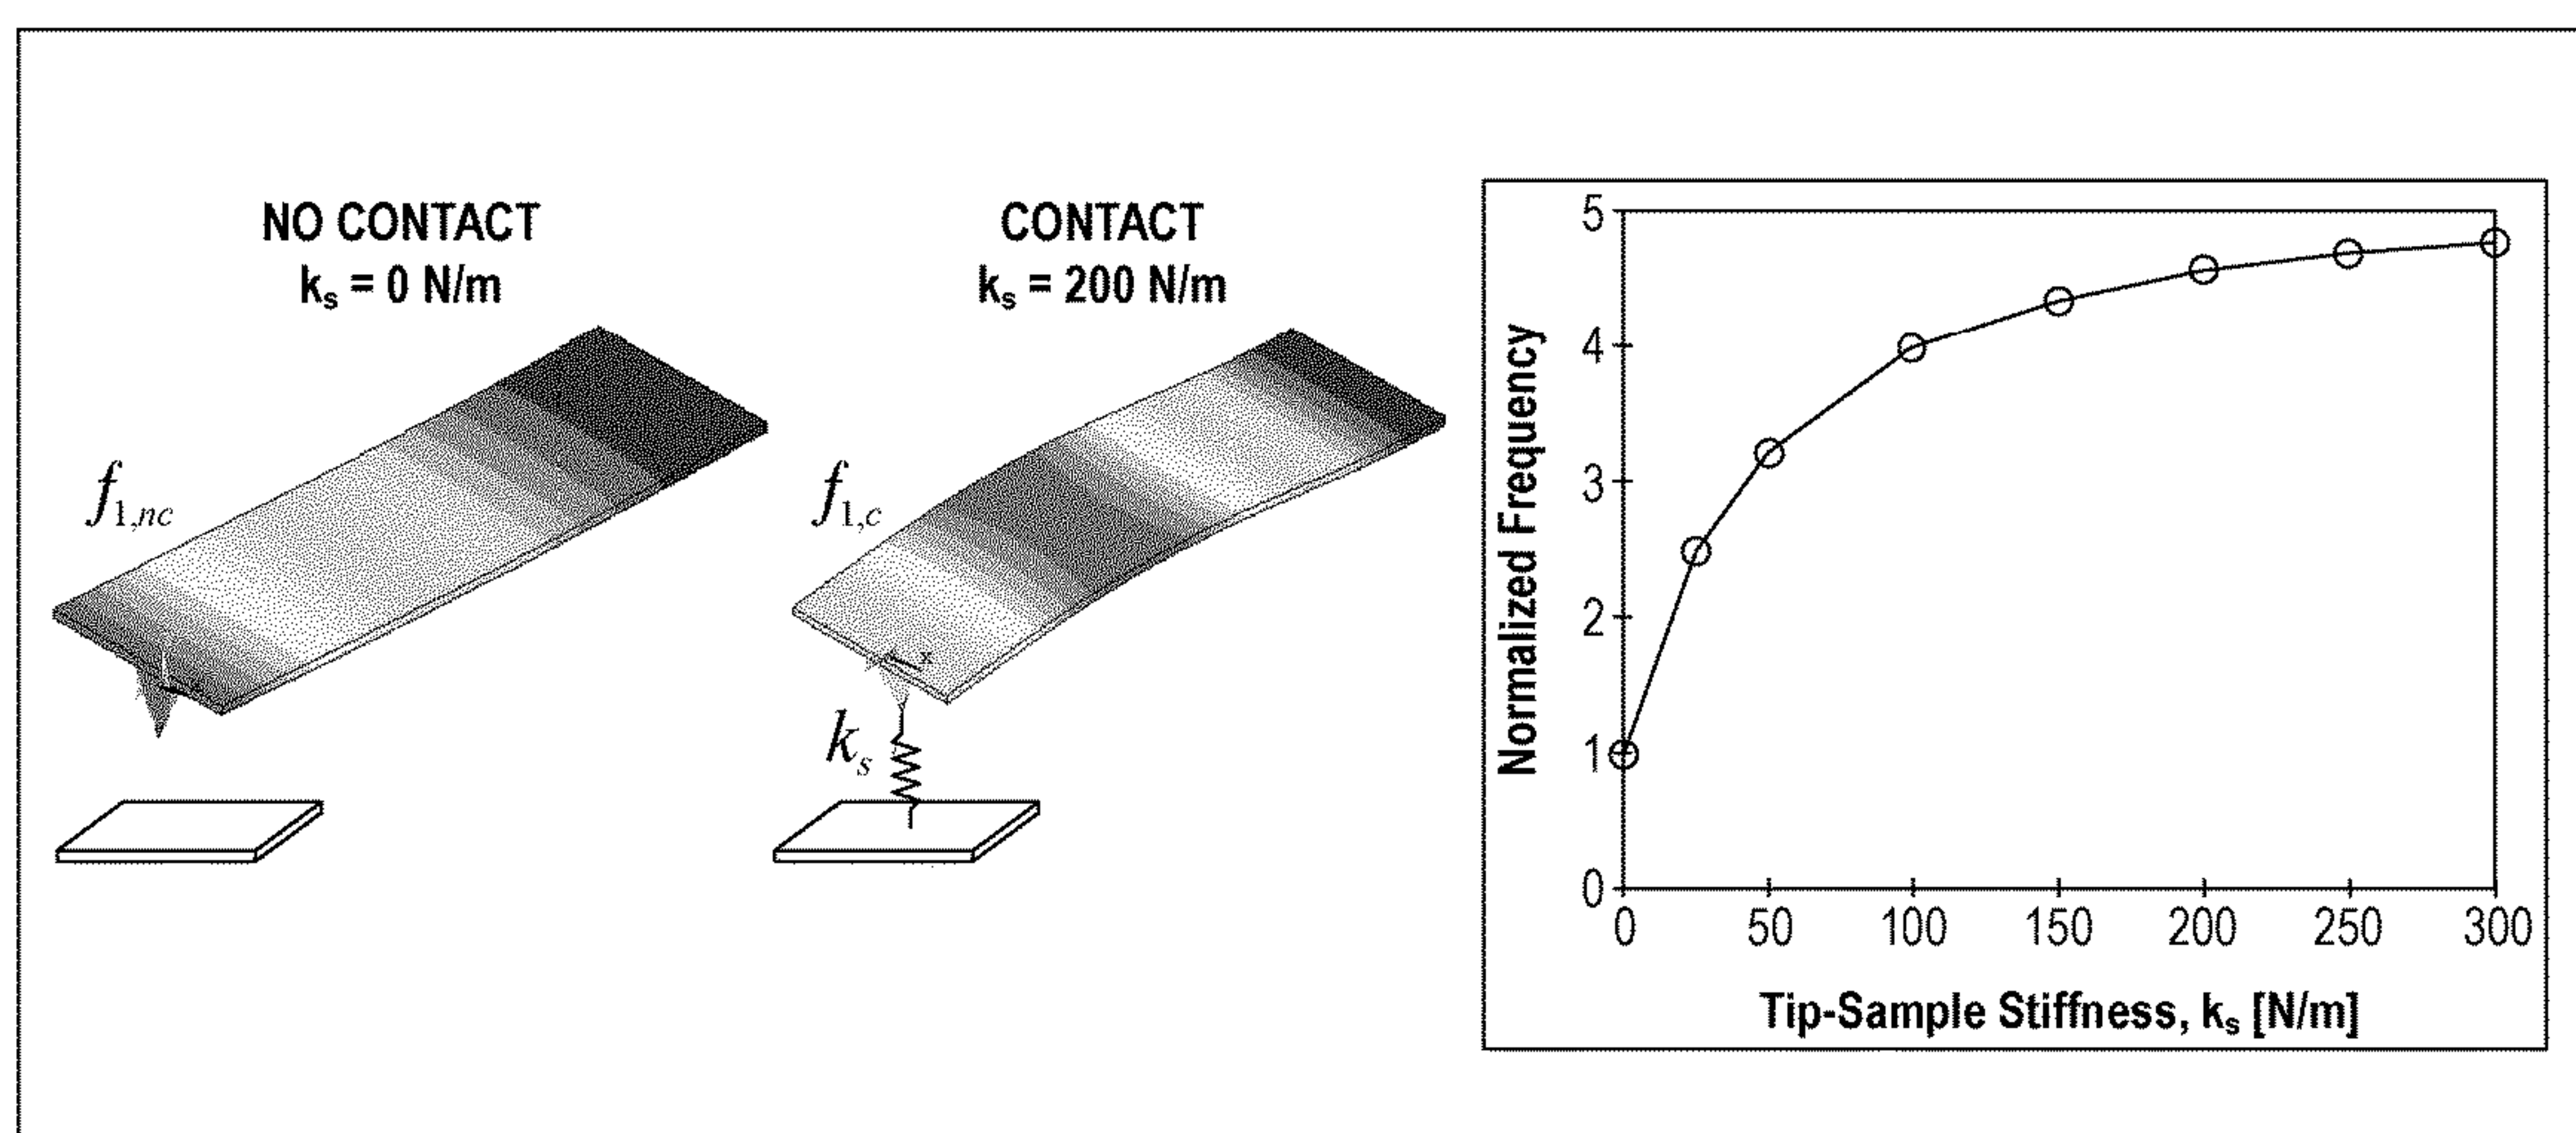 NO CONTACT
kₛ = 0 N/m
f₁,nc
CONTACT
kₛ = 200 N/m
f₁,c
x
kₛ
Normalized Frequency
5
4
3
2
1
0
0 50 100 150 200 250 300
Tip-Sample Stiffness, kₛ [N/m]